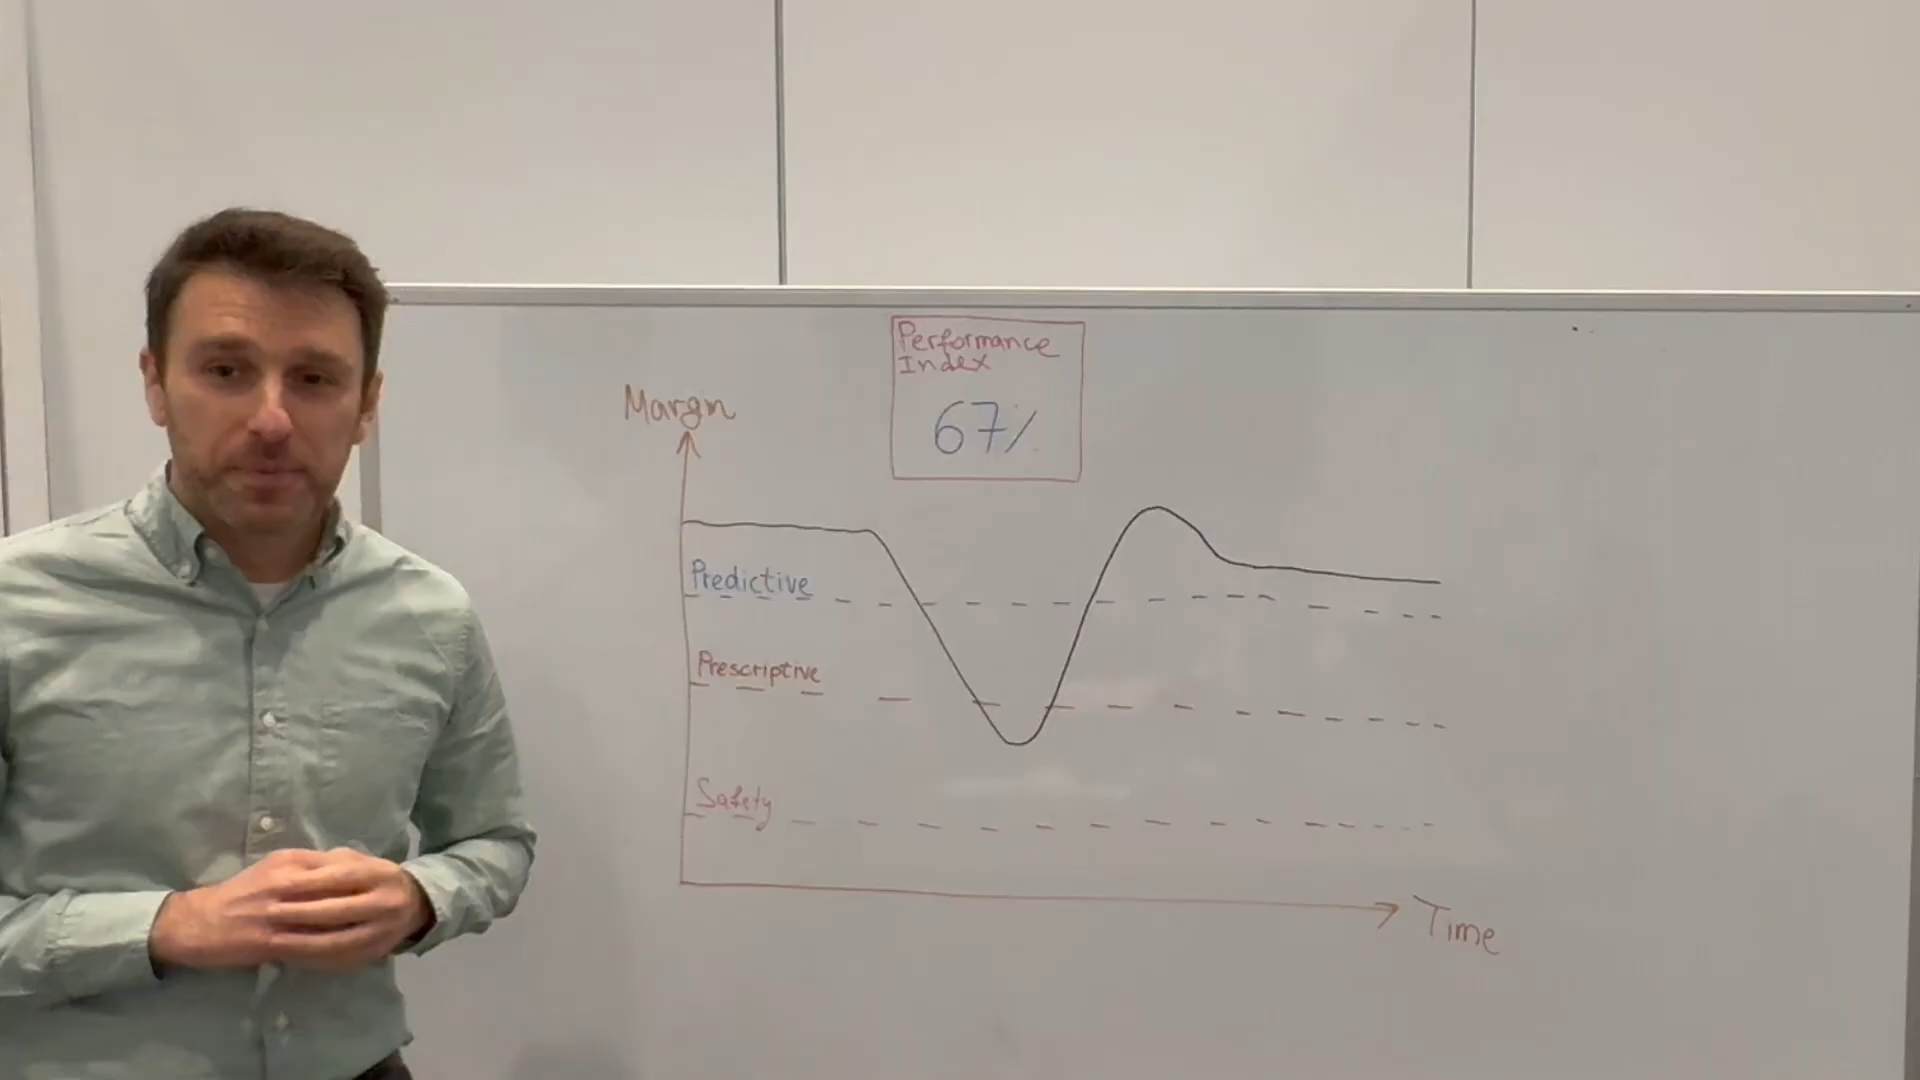 Performance
Index
67%
Margin
Predictive
Prescriptive
Safety
Time